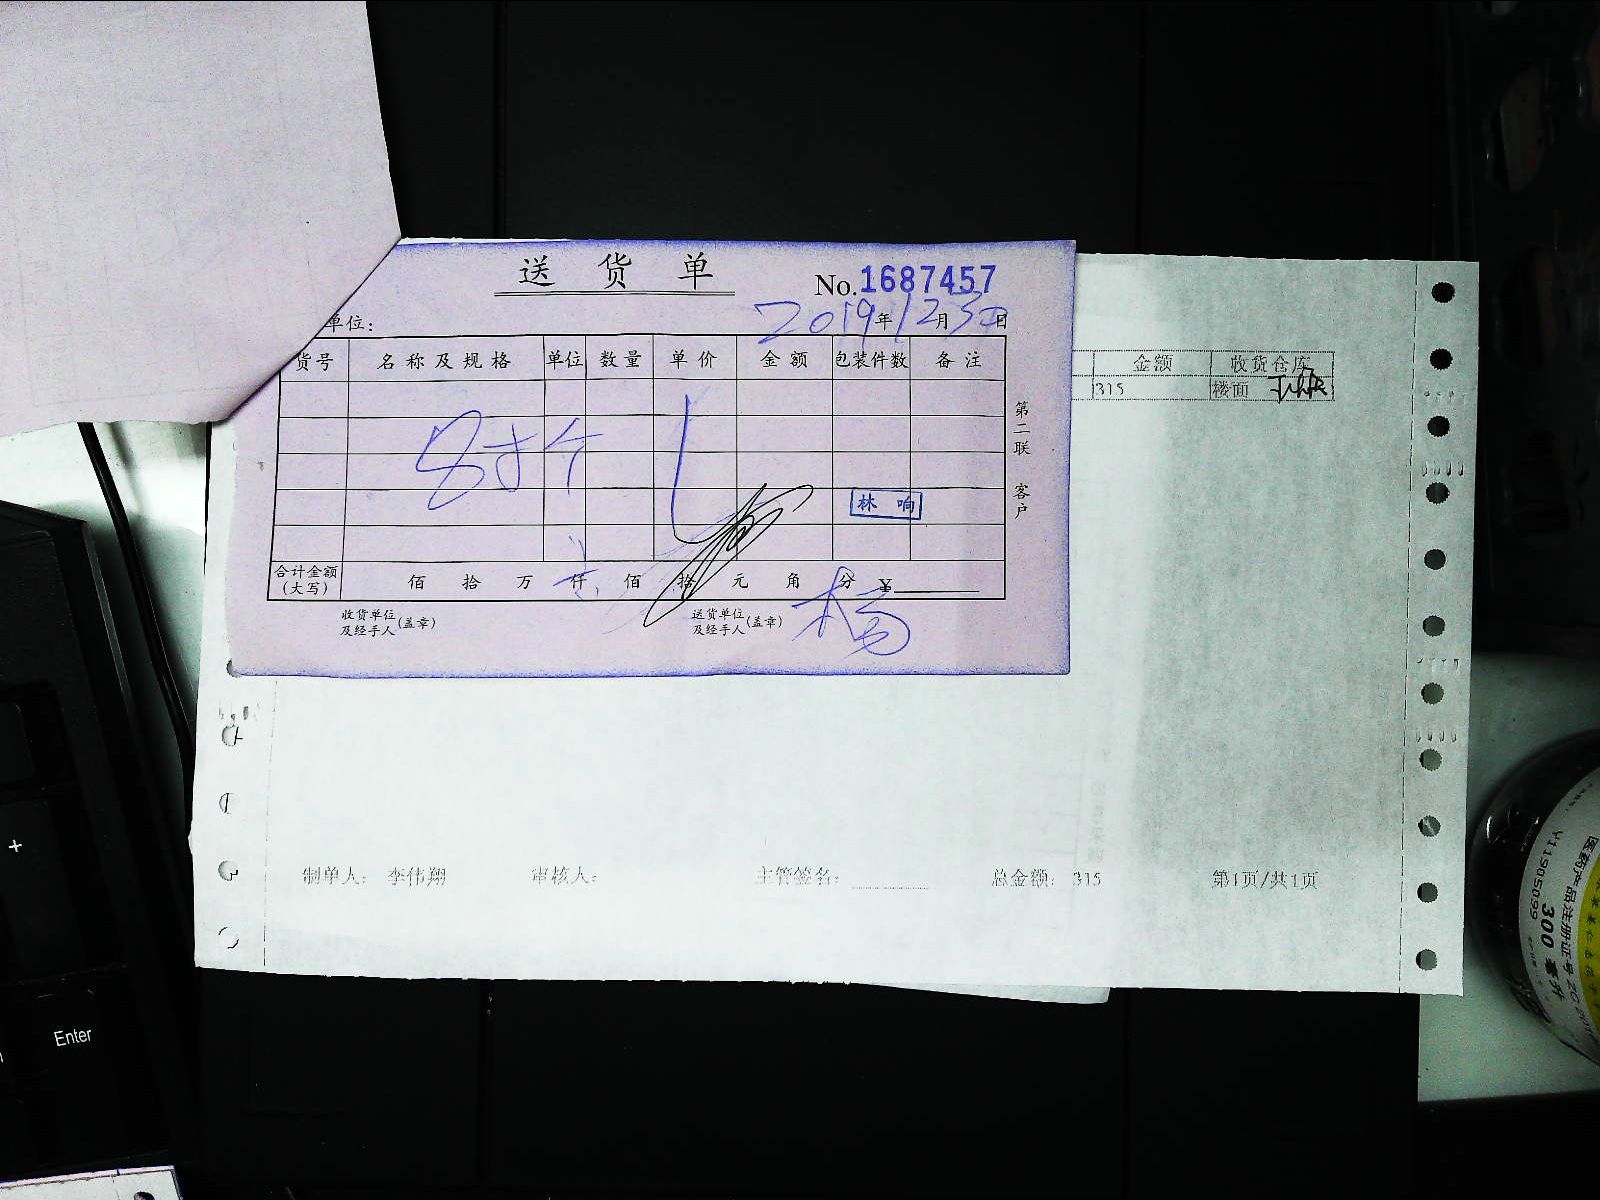 送货单
No.1687457
单位:
2019年12月30日
货号 名称及规格 单位 数量 单价 金额 包装件数 备注
8寸
林响
合计金额(大写) 佰 拾 万 仟 佰 拾 元 角 分 ¥
收货单位及经手人(盖章) 送货单位及经手人(盖章) 杨
第二联 客户
金额 收货仓库
315 楼面
制单人: 李伟翔 审核人: 主管签名: 总金额: 315 第1页/共1页
+
Enter
Y11905099
300